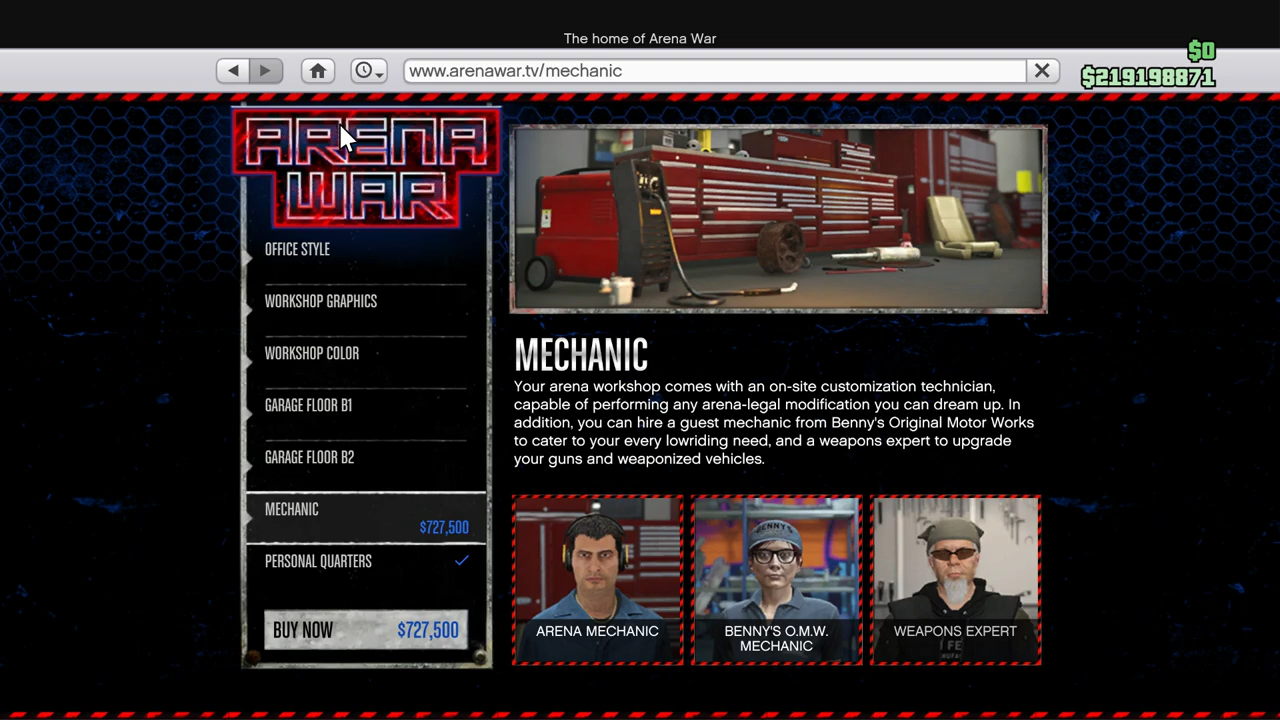 The home of Arena War
www.arenawar.tv/mechanic
$0
$219198871
ARENA
WAR
OFFICE STYLE
WORKSHOP GRAPHICS
WORKSHOP COLOR
GARAGE FLOOR B1
GARAGE FLOOR B2
MECHANIC
$727,500
PERSONAL QUARTERS
BUY NOW $727,500
MECHANIC
Your arena workshop comes with an on-site customization technician,
capable of performing any arena-legal modification you can dream up. In
addition, you can hire a guest mechanic from Benny's Original Motor Works
to cater to your every lowriding need, and a weapons expert to upgrade
your guns and weaponized vehicles.
ARENA MECHANIC
BENNY'S
BENNY'S O.M.W.
MECHANIC
WEAPONS EXPERT